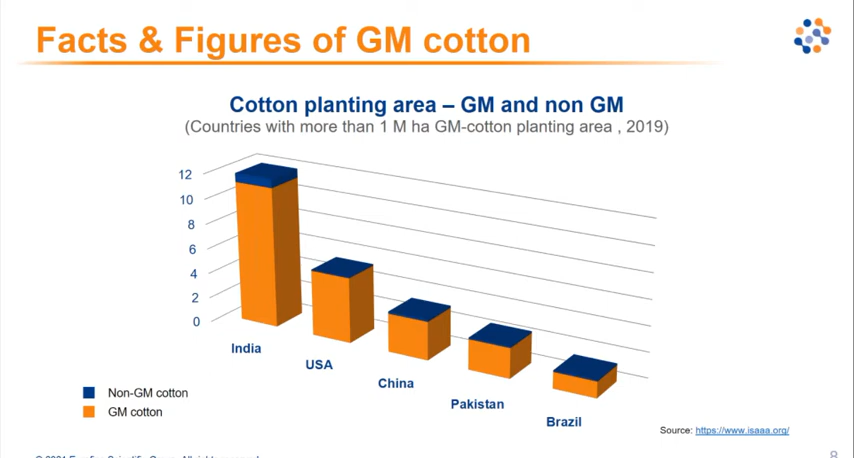 Facts & Figures of GM cotton
Cotton planting area – GM and non GM
(Countries with more than 1 M ha GM-cotton planting area , 2019)
12
10
8
6
4
2
0
India
USA
China
Pakistan
Brazil
Non-GM cotton
GM cotton
Source: https://www.isaaa.org/
8